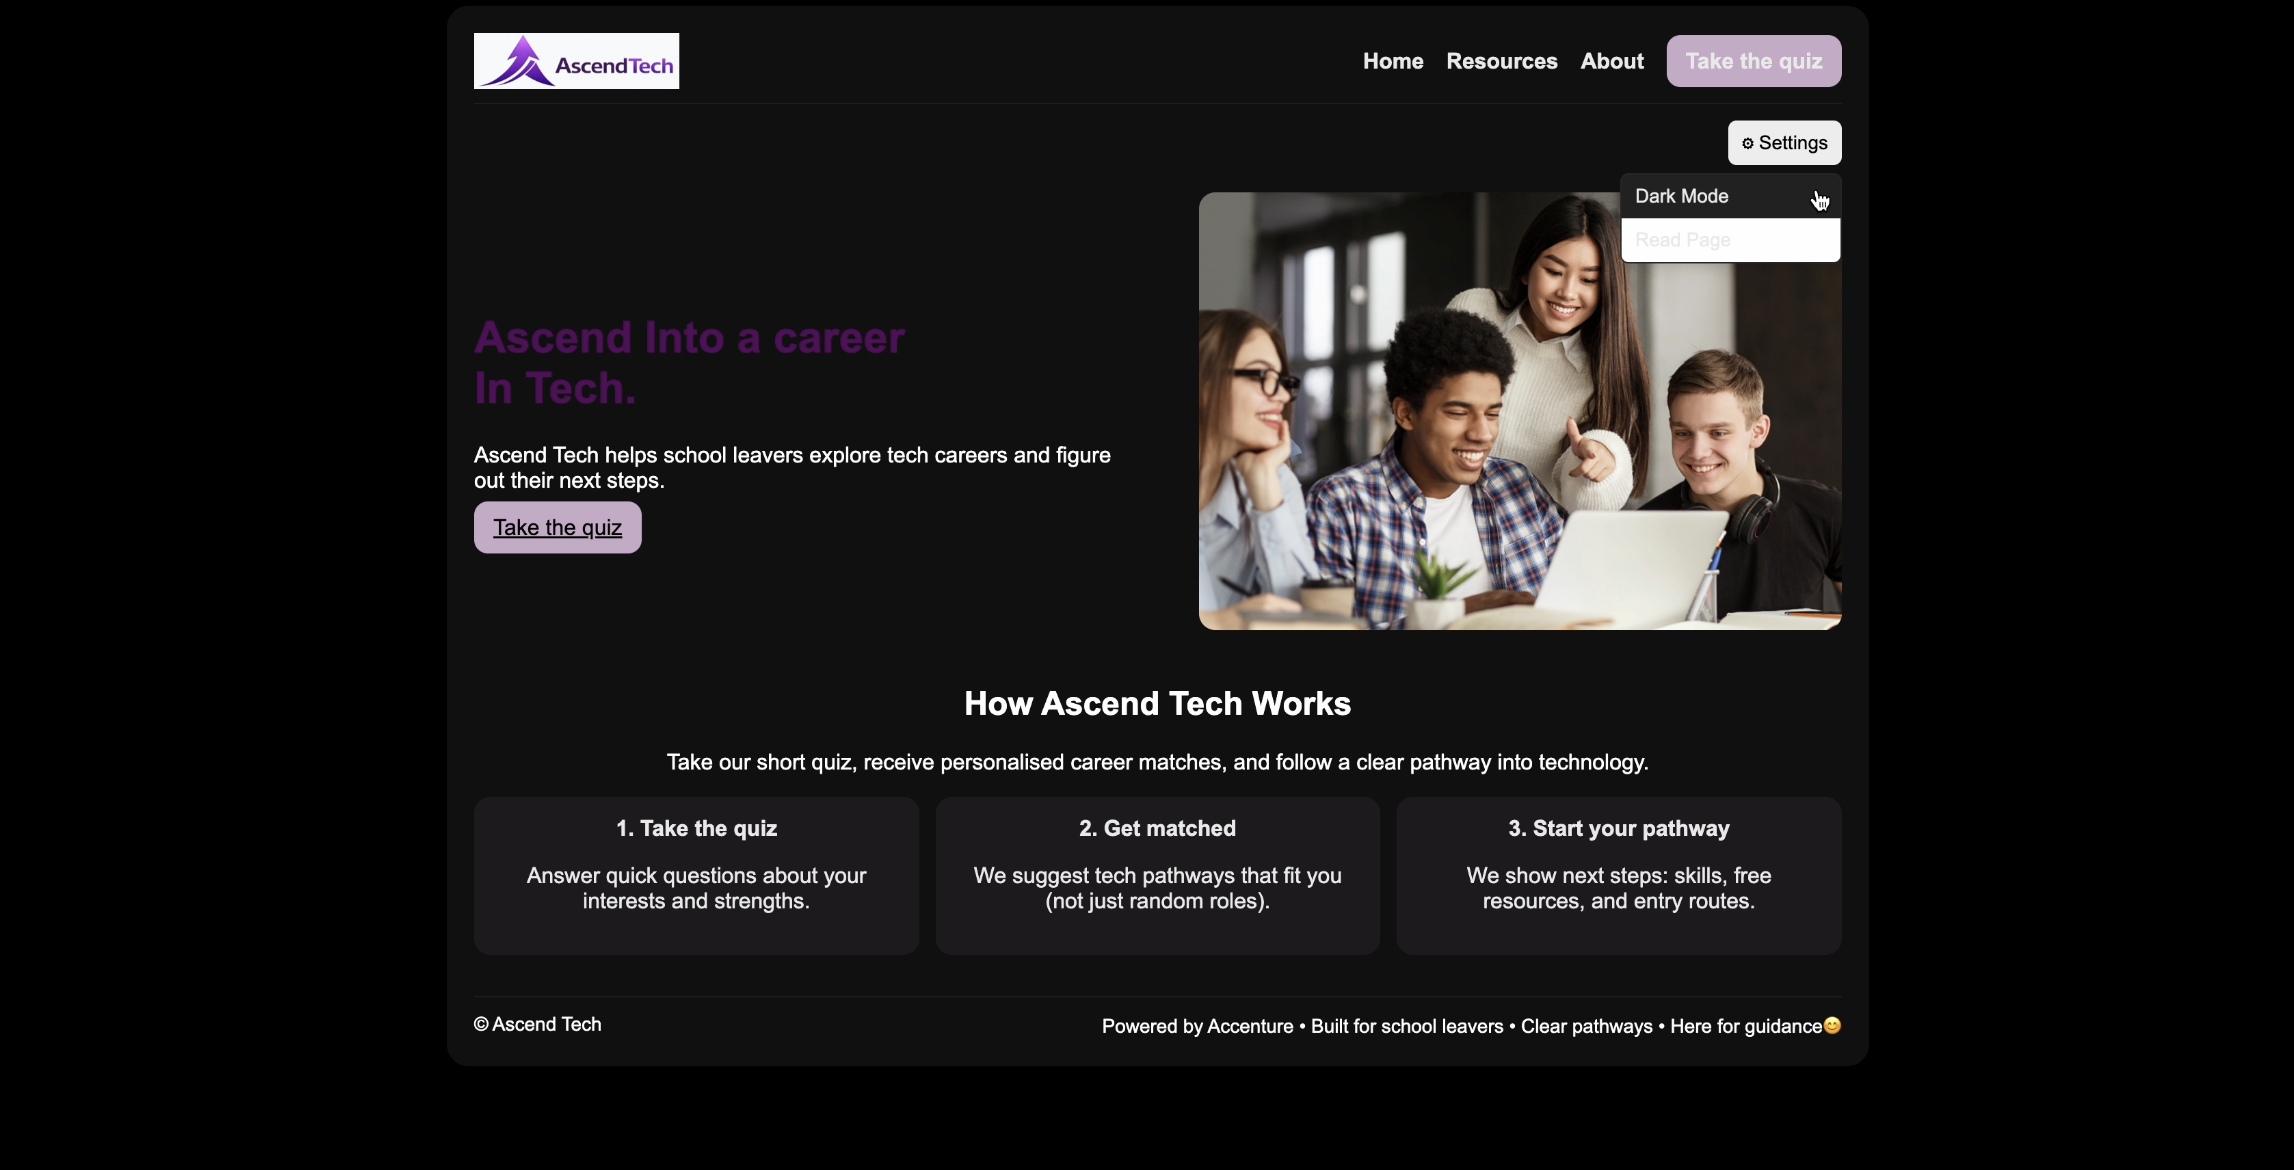 AscendTech
Home Resources About Take the quiz
⚙ Settings
Dark Mode
Read Page
Ascend Into a career
In Tech.
Ascend Tech helps school leavers explore tech careers and figure
out their next steps.
Take the quiz
How Ascend Tech Works
Take our short quiz, receive personalised career matches, and follow a clear pathway into technology.
1. Take the quiz
Answer quick questions about your
interests and strengths.
2. Get matched
We suggest tech pathways that fit you
(not just random roles).
3. Start your pathway
We show next steps: skills, free
resources, and entry routes.
© Ascend Tech
Powered by Accenture • Built for school leavers • Clear pathways • Here for guidance😊